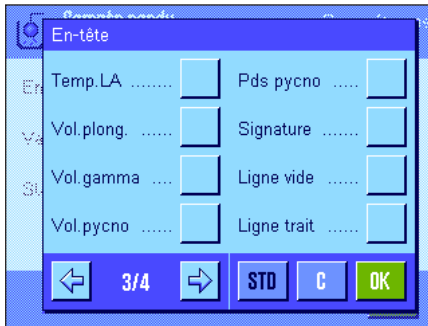 En-tête
Temp.LA ........
Pds pycno .....
Vol.plong. ......
Signature .......
Vol.gamma ....
Ligne vide ......
Vol.pycno ......
Ligne trait ......
3/4
STD
C
OK